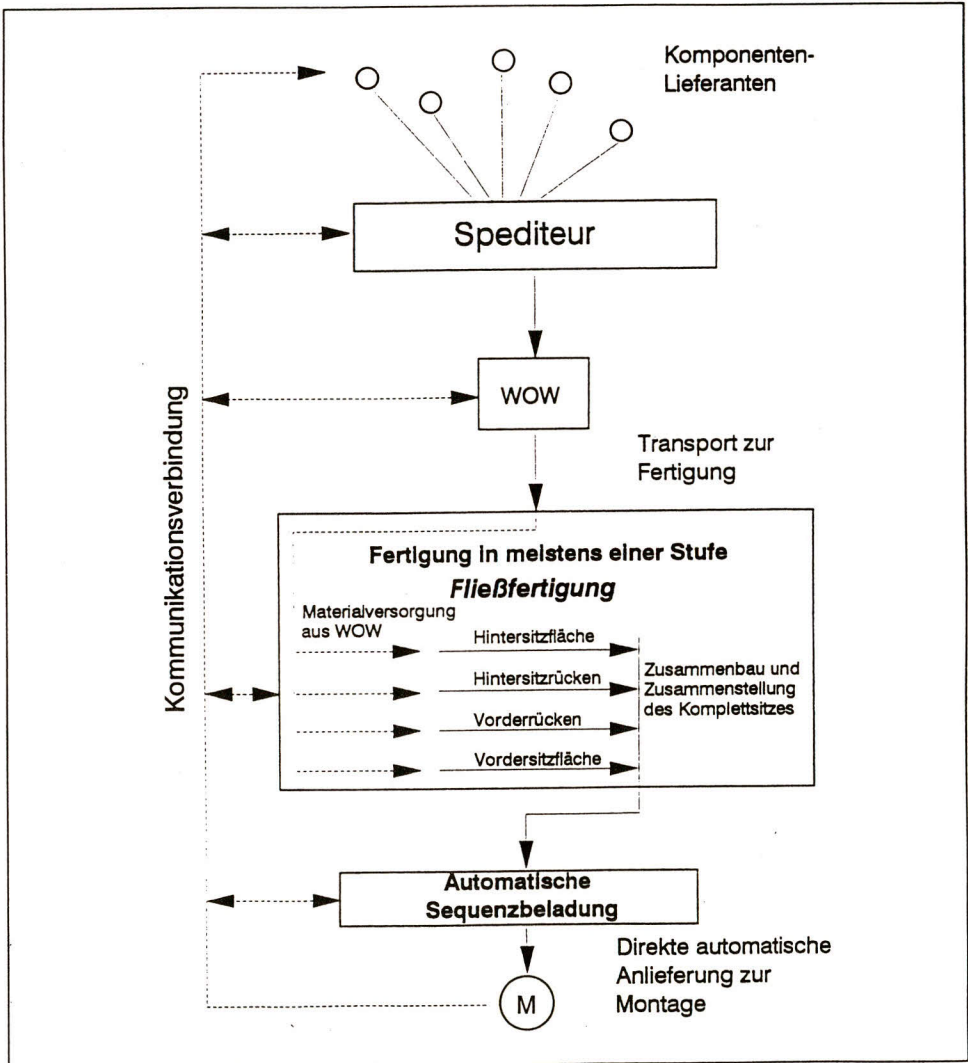 Komponenten-
Lieferanten
Spediteur
WOW
Kommunikationsverbindung
Transport zur
Fertigung
Fertigung in meistens einer Stufe
Fließfertigung
Materialversorgung
aus WOW
Hintersitzfläche
Hintersitzrücken
Vorderrücken
Vordersitzfläche
Zusammenbau und
Zusammenstellung
des Komplettsitzes
Automatische
Sequenzbeladung
Direkte automatische
Anlieferung zur
Montage
M